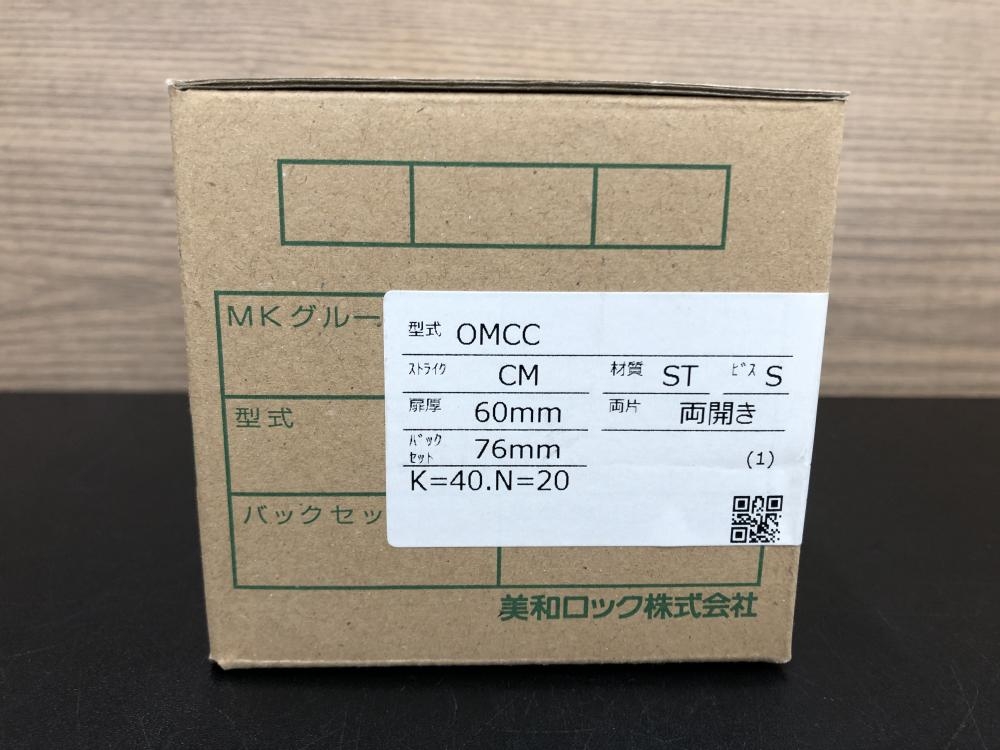 MKグルー
型式 OMCC
ｽﾄﾗｲｸ CM 材質 ST ﾋﾞｽ S
扉厚 60mm 両片 両開き
型式
ﾊﾞｯｸ
ｾｯﾄ 76mm (1)
K=40.N=20
バックセッ
美和ロック株式会社